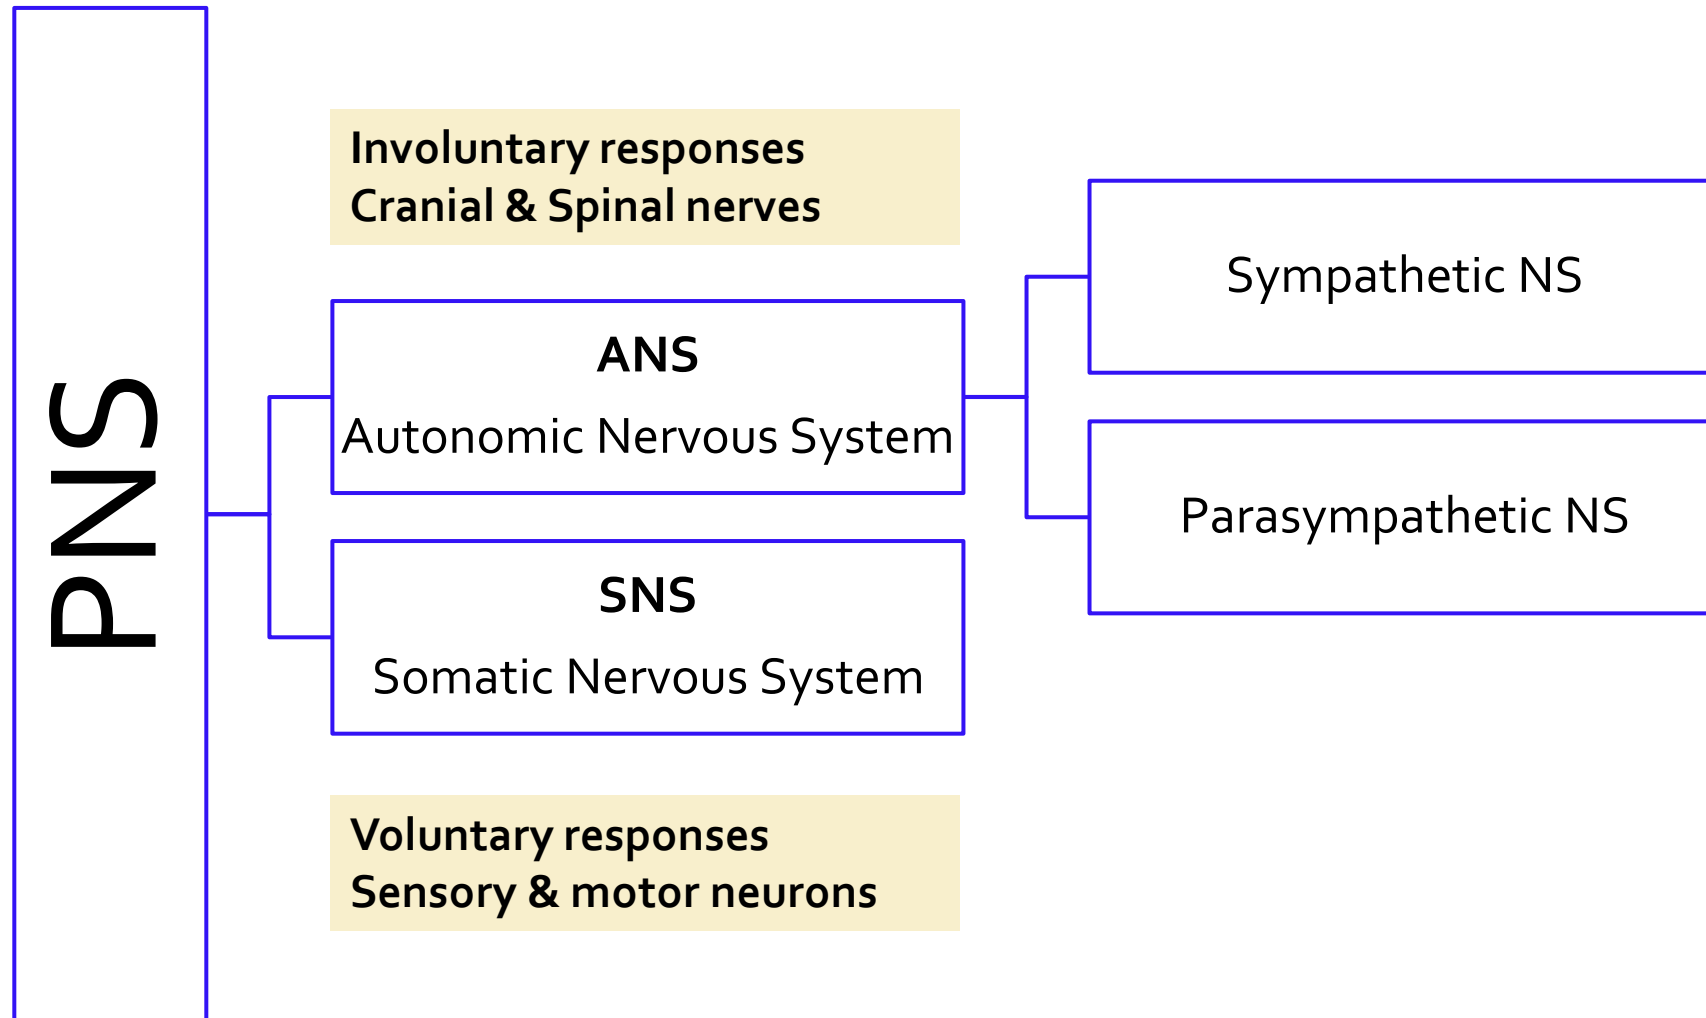 PNS
Involuntary responses
Cranial & Spinal nerves
ANS
Autonomic Nervous System
SNS
Somatic Nervous System
Voluntary responses
Sensory & motor neurons
Sympathetic NS
Parasympathetic NS